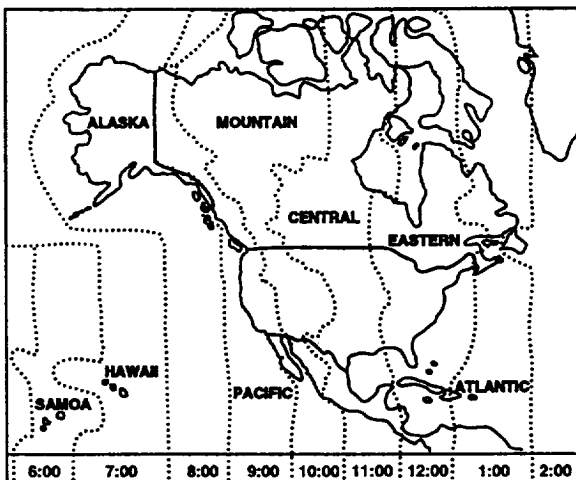 ALASKA MOUNTAIN
CENTRAL
EASTERN
HAWAII
SAMOA
PACIFIC
ATLANTIC
6:00 7:00 8:00 9:00 10:00 11:00 12:00 1:00 2:00